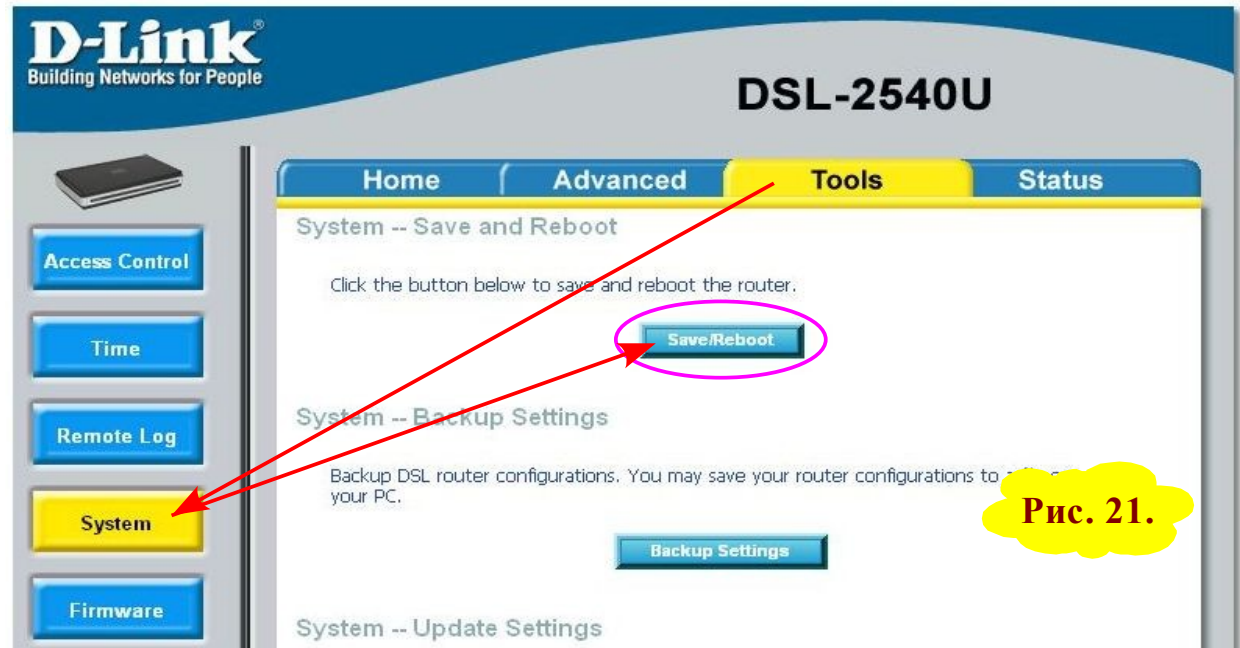 D-Link®
Building Networks for People
DSL-2540U
Home
Advanced
Tools
Status
Access Control
Time
Remote Log
System
Firmware
System -- Save and Reboot
Click the button below to save and reboot the router.
Save/Reboot
System -- Backup Settings
Backup DSL router configurations. You may save your router configurations to
your PC.
Backup Settings
Рис. 21.
System -- Update Settings